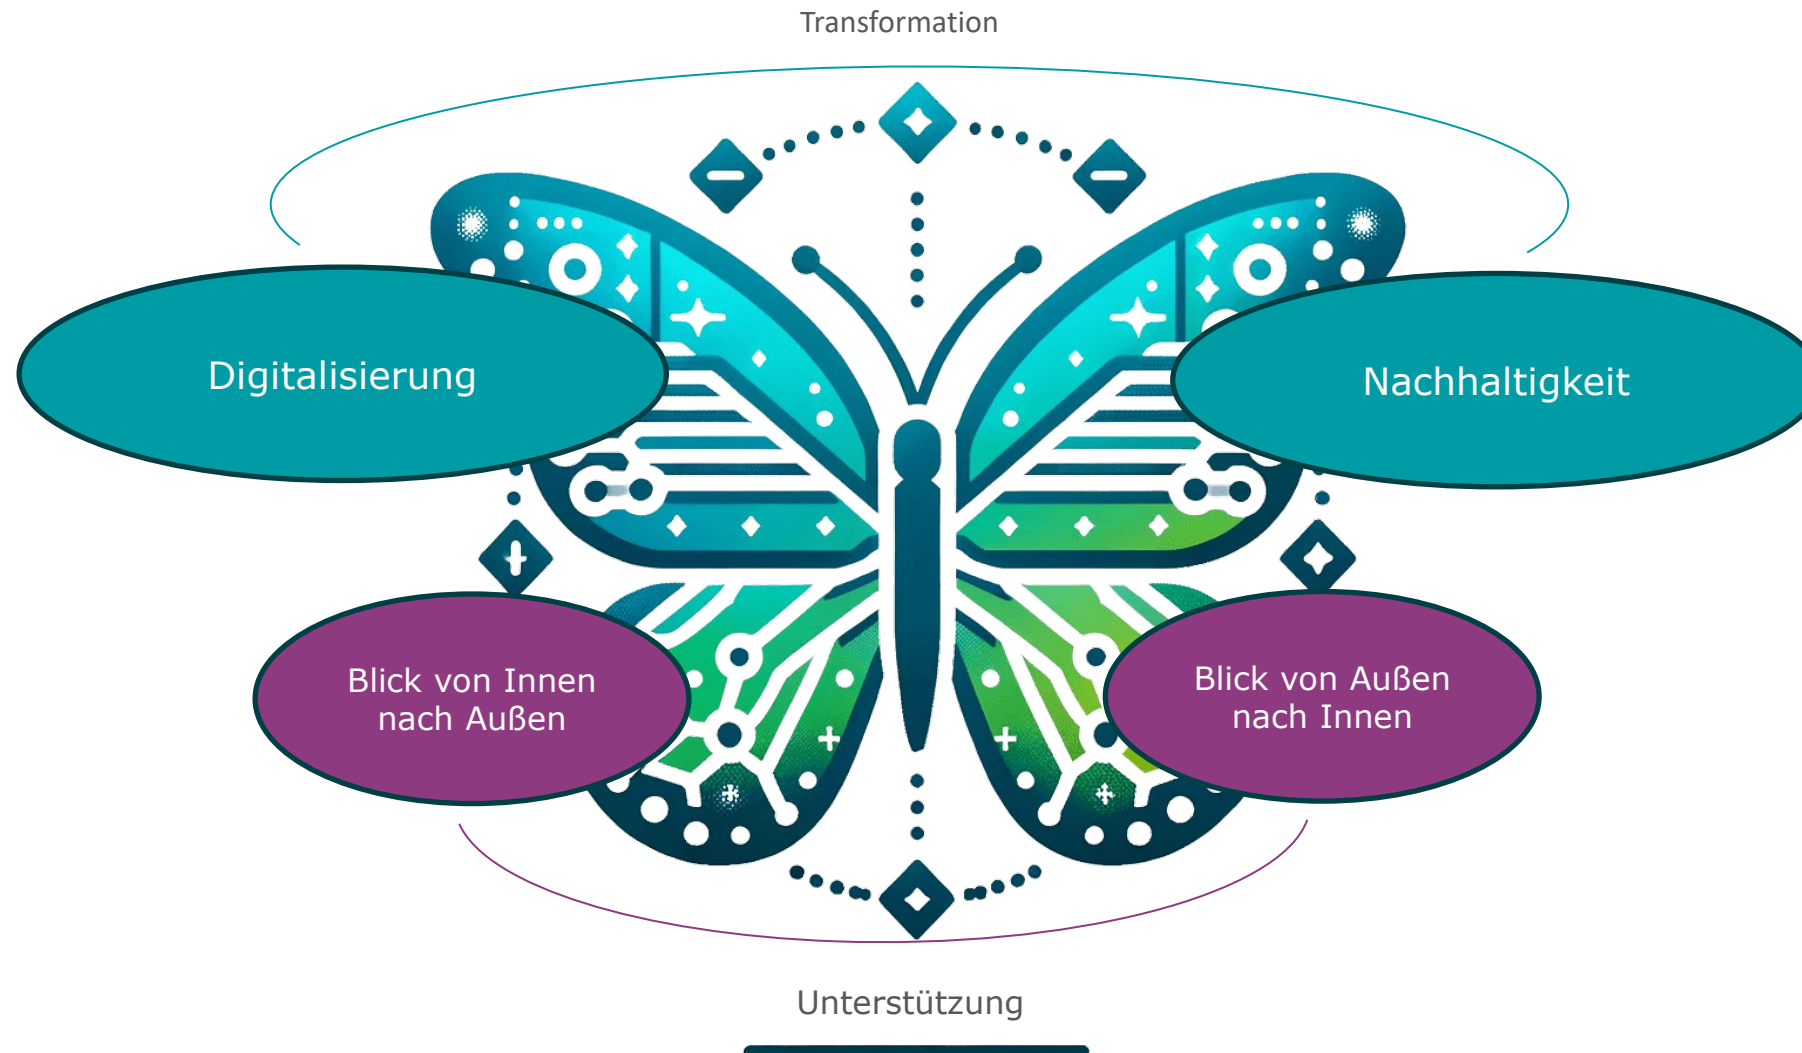 Transformation
Digitalisierung
Nachhaltigkeit
Blick von Innen
nach Außen
Blick von Außen
nach Innen
Unterstützung